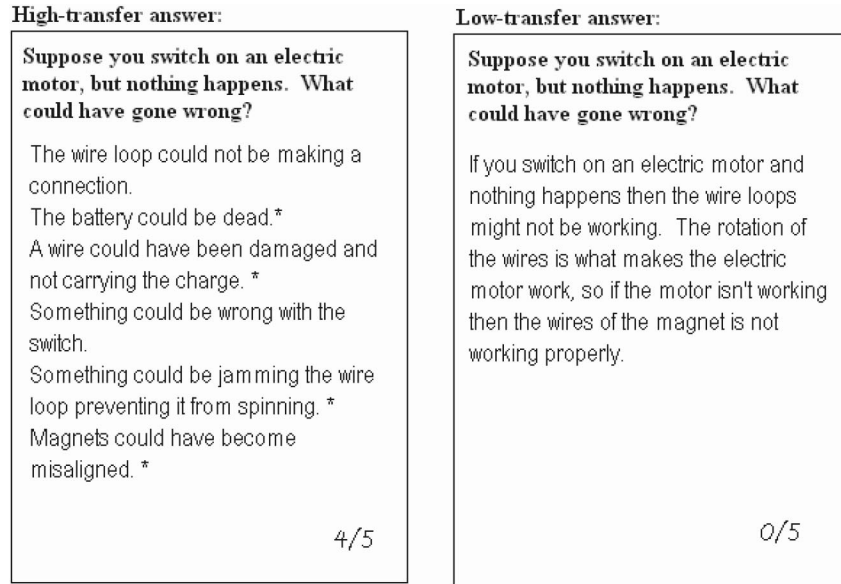 High-transfer answer:
Suppose you switch on an electric
motor, but nothing happens. What
could have gone wrong?
The wire loop could not be making a
connection.
The battery could be dead.*
A wire could have been damaged and
not carrying the charge. *
Something could be wrong with the
switch.
Something could be jamming the wire
loop preventing it from spinning. *
Magnets could have become
misaligned. *
4/5
Low-transfer answer:
Suppose you switch on an electric
motor, but nothing happens. What
could have gone wrong?
If you switch on an electric motor and
nothing happens then the wire loops
might not be working. The rotation of
the wires is what makes the electric
motor work, so if the motor isn't working
then the wires of the magnet is not
working properly.
0/5